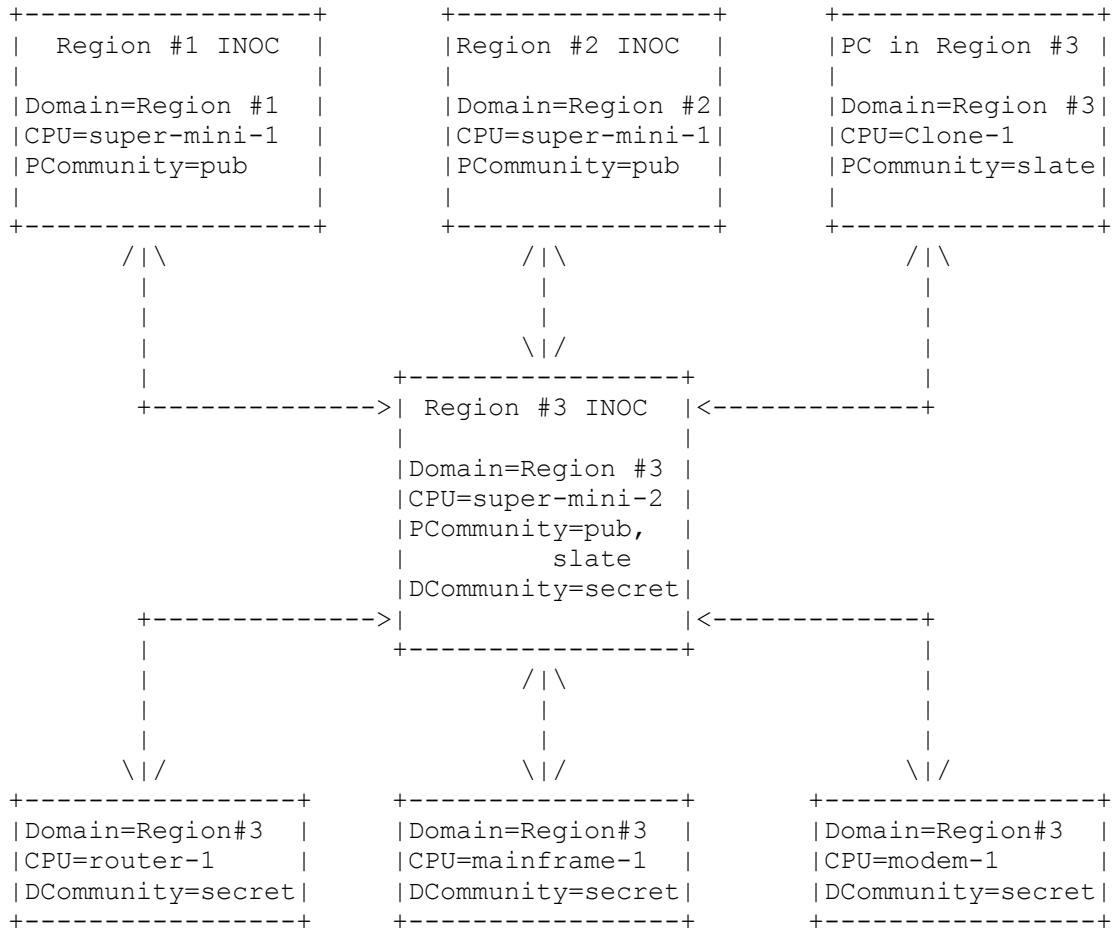 Region #1 INOC
Domain=Region #1
CPU=super-mini-1
PCommunity=pub
Region #2 INOC
Domain=Region #2
CPU=super-mini-1
PCommunity=pub
PC in Region #3
Domain=Region #3
CPU=Clone-1
PCommunity=slate
Region #3 INOC
Domain=Region #3
CPU=super-mini-2
PCommunity=pub,
slate
DCommunity=secret
Domain=Region#3
CPU=router-1
DCommunity=secret
Domain=Region#3
CPU=mainframe-1
DCommunity=secret
Domain=Region#3
CPU=modem-1
DCommunity=secret